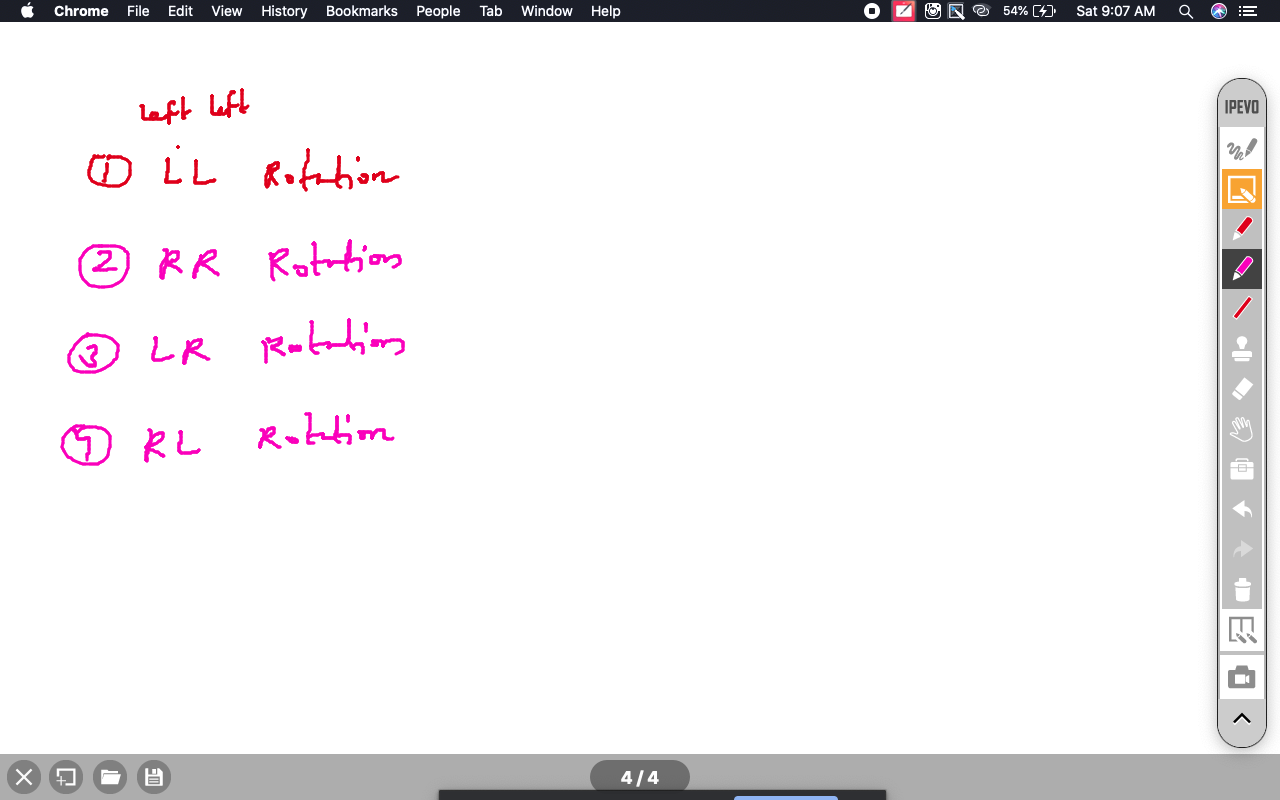 Chrome File Edit View History Bookmarks People Tab Window Help 54% Sat 9:07 AM
IPEVO
Left Left
① LL Rotation
② RR Rotation
③ LR Rotation
④ RL Rotation
4 / 4